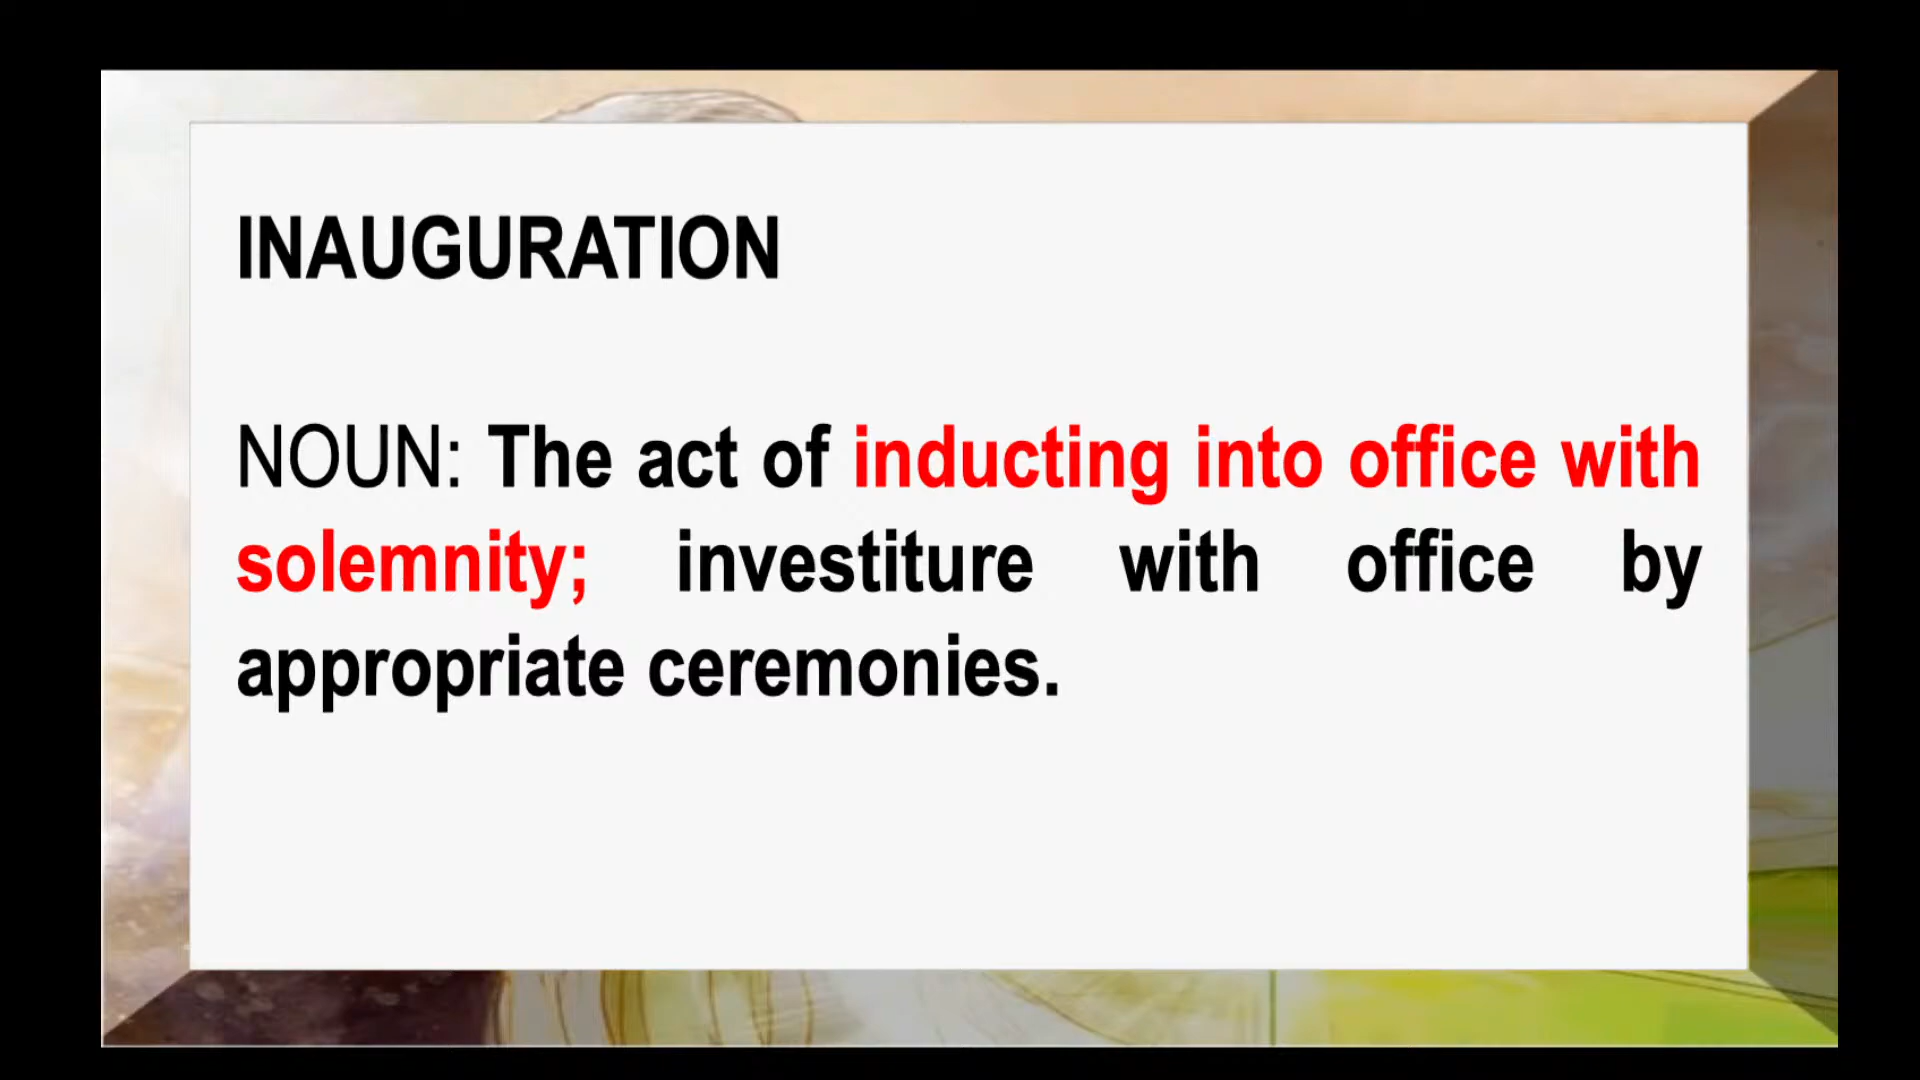 INAUGURATION
NOUN: The act of inducting into office with
solemnity; investiture with office by
appropriate ceremonies.